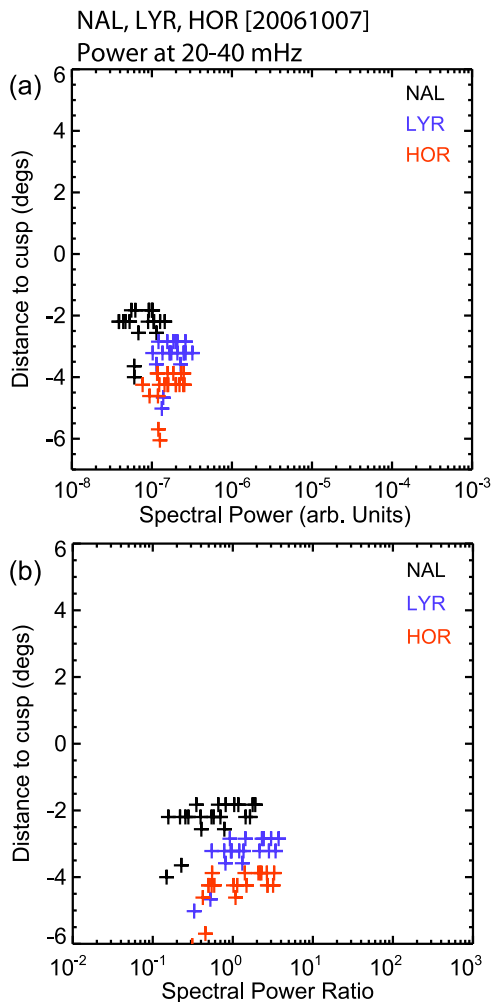 NAL, LYR, HOR [20061007]
Power at 20-40 mHz
(a)
6
4
2
0
-2
-4
-6
Distance to cusp (degs)
NAL
LYR
HOR
10⁻⁸ 10⁻⁷ 10⁻⁶ 10⁻⁵ 10⁻⁴ 10⁻³
Spectral Power (arb. Units)
(b)
6
4
2
0
-2
-4
-6
Distance to cusp (degs)
NAL
LYR
HOR
10⁻² 10⁻¹ 10⁰ 10¹ 10² 10³
Spectral Power Ratio